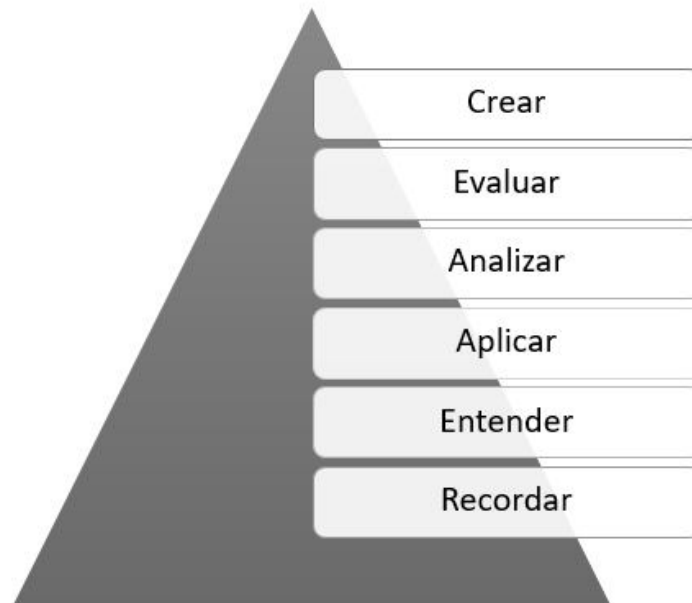 Crear
Evaluar
Analizar
Aplicar
Entender
Recordar